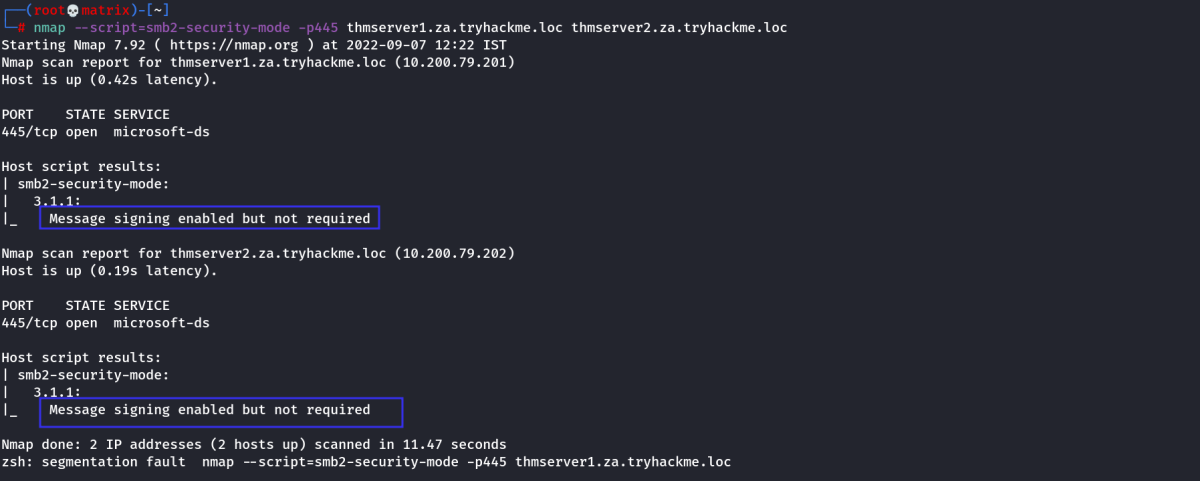 ┌──(root💀matrix)-[~]
└─# nmap --script=smb2-security-mode -p445 thmserver1.za.tryhackme.loc thmserver2.za.tryhackme.loc
Starting Nmap 7.92 ( https://nmap.org ) at 2022-09-07 12:22 IST
Nmap scan report for thmserver1.za.tryhackme.loc (10.200.79.201)
Host is up (0.42s latency).

PORT    STATE SERVICE
445/tcp open  microsoft-ds

Host script results:
| smb2-security-mode:
|   3.1.1:
|_    Message signing enabled but not required

Nmap scan report for thmserver2.za.tryhackme.loc (10.200.79.202)
Host is up (0.19s latency).

PORT    STATE SERVICE
445/tcp open  microsoft-ds

Host script results:
| smb2-security-mode:
|   3.1.1:
|_    Message signing enabled but not required

Nmap done: 2 IP addresses (2 hosts up) scanned in 11.47 seconds
zsh: segmentation fault  nmap --script=smb2-security-mode -p445 thmserver1.za.tryhackme.loc